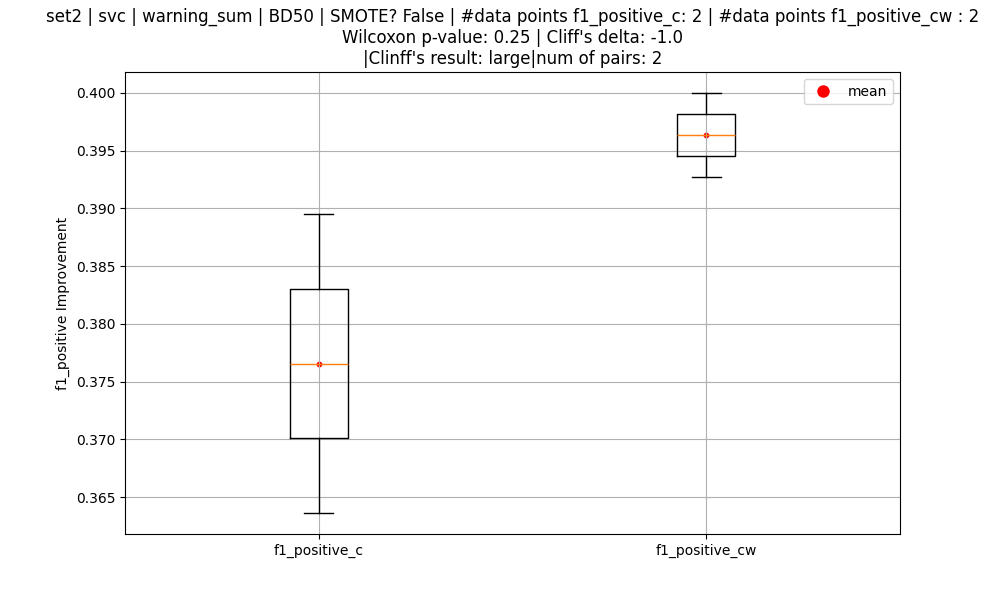 set2 | svc | warning_sum | BD50 | SMOTE? False | #data points f1_positive_c: 2 | #data points f1_positive_cw : 2
Wilcoxon p-value: 0.25 | Cliff's delta: -1.0
|Clinff's result: large|num of pairs: 2
mean
0.400
0.395
0.390
0.385
0.380
0.375
0.370
0.365
f1_positive Improvement
f1_positive_c
f1_positive_cw